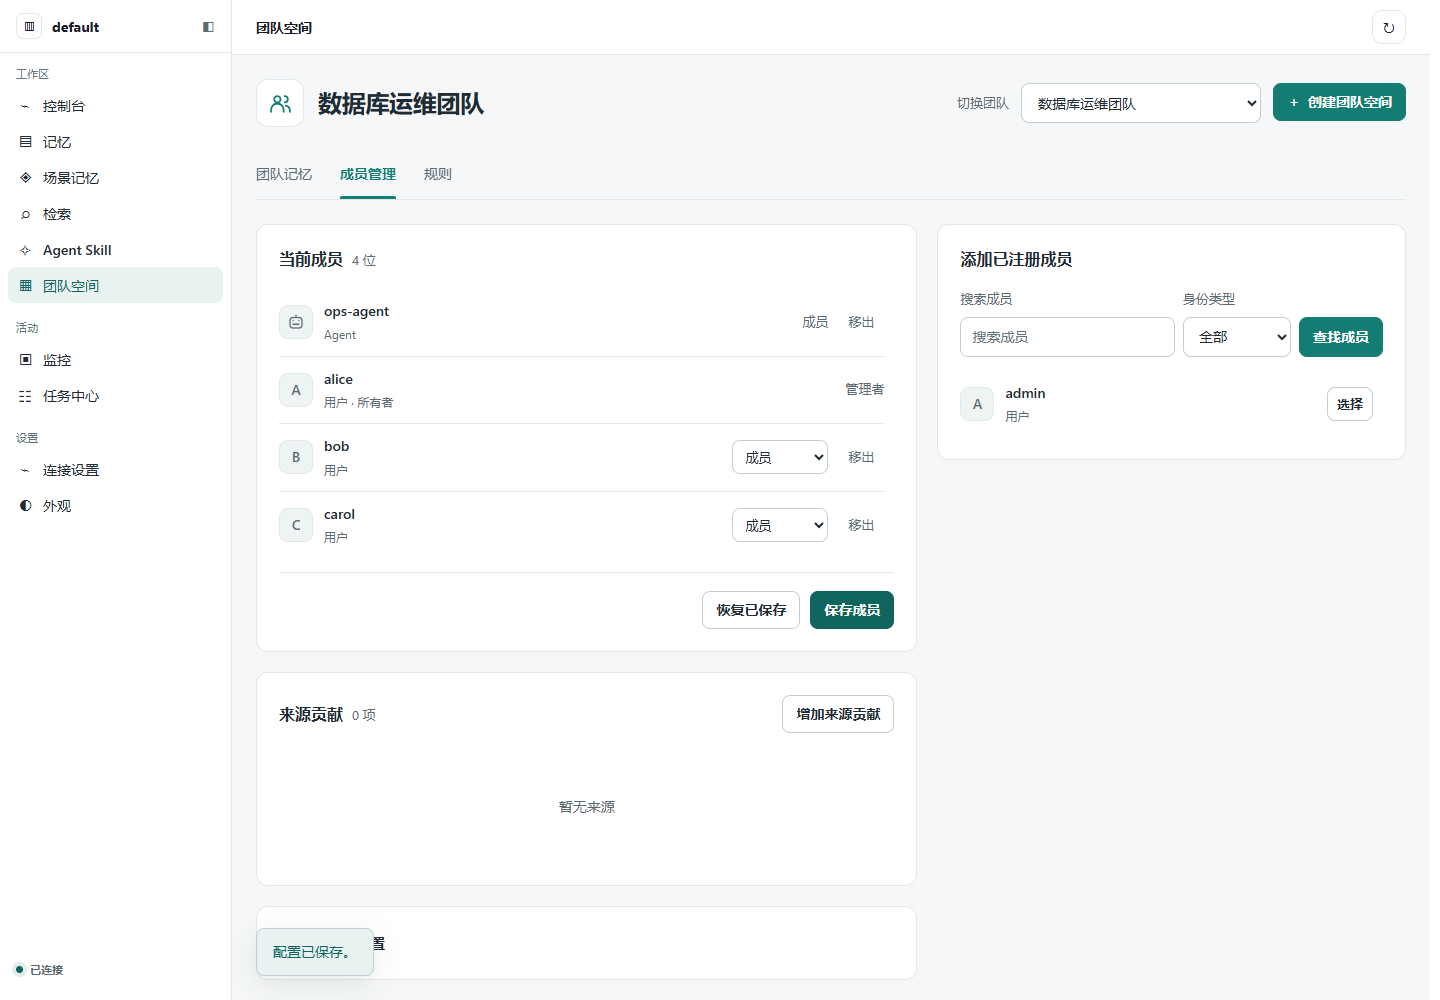 default
团队空间
工作区
控制台
记忆
场景记忆
检索
Agent Skill
团队空间
活动
监控
任务中心
设置
连接设置
外观
已连接
数据库运维团队
切换团队
数据库运维团队
+ 创建团队空间
团队记忆
成员管理
规则
当前成员 4 位
ops-agent
Agent
成员
移出
A
alice
用户 · 所有者
管理者
B
bob
用户
成员
移出
C
carol
用户
成员
移出
恢复已保存
保存成员
来源贡献 0 项
增加来源贡献
暂无来源
置
配置已保存。
添加已注册成员
搜索成员
身份类型
搜索成员
全部
查找成员
A
admin
用户
选择